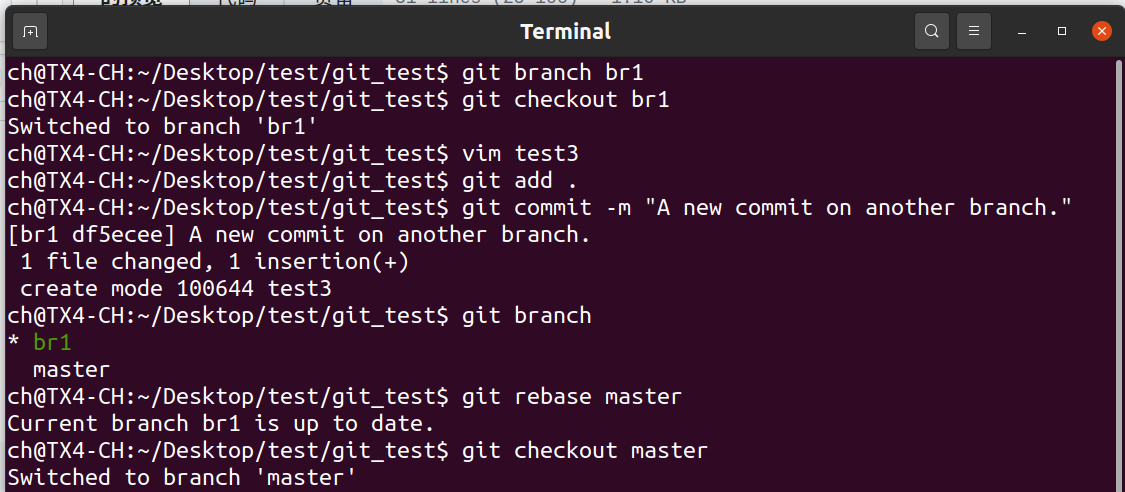 Terminal
ch@TX4-CH:~/Desktop/test/git_test$ git branch br1
ch@TX4-CH:~/Desktop/test/git_test$ git checkout br1
Switched to branch 'br1'
ch@TX4-CH:~/Desktop/test/git_test$ vim test3
ch@TX4-CH:~/Desktop/test/git_test$ git add .
ch@TX4-CH:~/Desktop/test/git_test$ git commit -m "A new commit on another branch."
[br1 df5ecee] A new commit on another branch.
 1 file changed, 1 insertion(+)
 create mode 100644 test3
ch@TX4-CH:~/Desktop/test/git_test$ git branch
* br1
  master
ch@TX4-CH:~/Desktop/test/git_test$ git rebase master
Current branch br1 is up to date.
ch@TX4-CH:~/Desktop/test/git_test$ git checkout master
Switched to branch 'master'